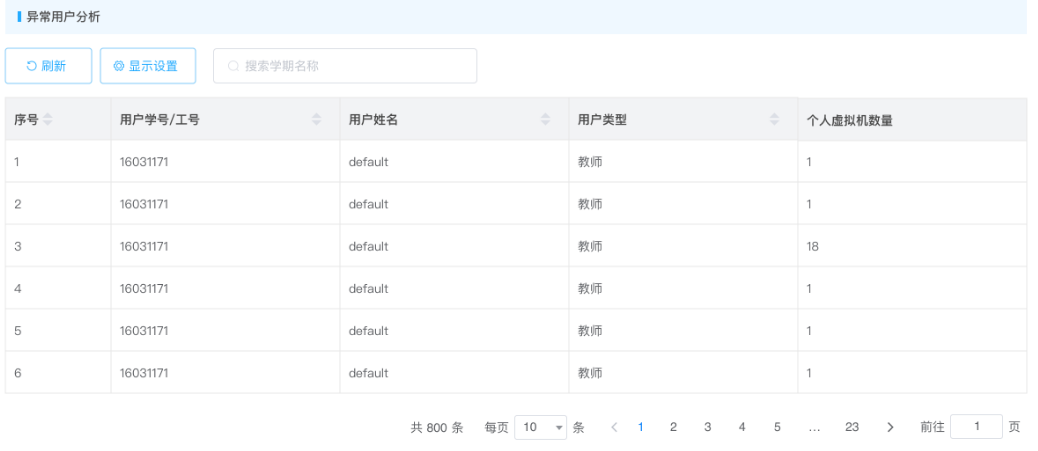 异常用户分析
刷新 显示设置 搜索学期名称
序号 用户学号/工号 用户姓名 用户类型 个人虚拟机数量
1 16031171 default 教师 1
2 16031171 default 教师 1
3 16031171 default 教师 18
4 16031171 default 教师 1
5 16031171 default 教师 1
6 16031171 default 教师 1
共 800 条 每页 10 条 < 1 2 3 4 5 ... 23 > 前往 1 页